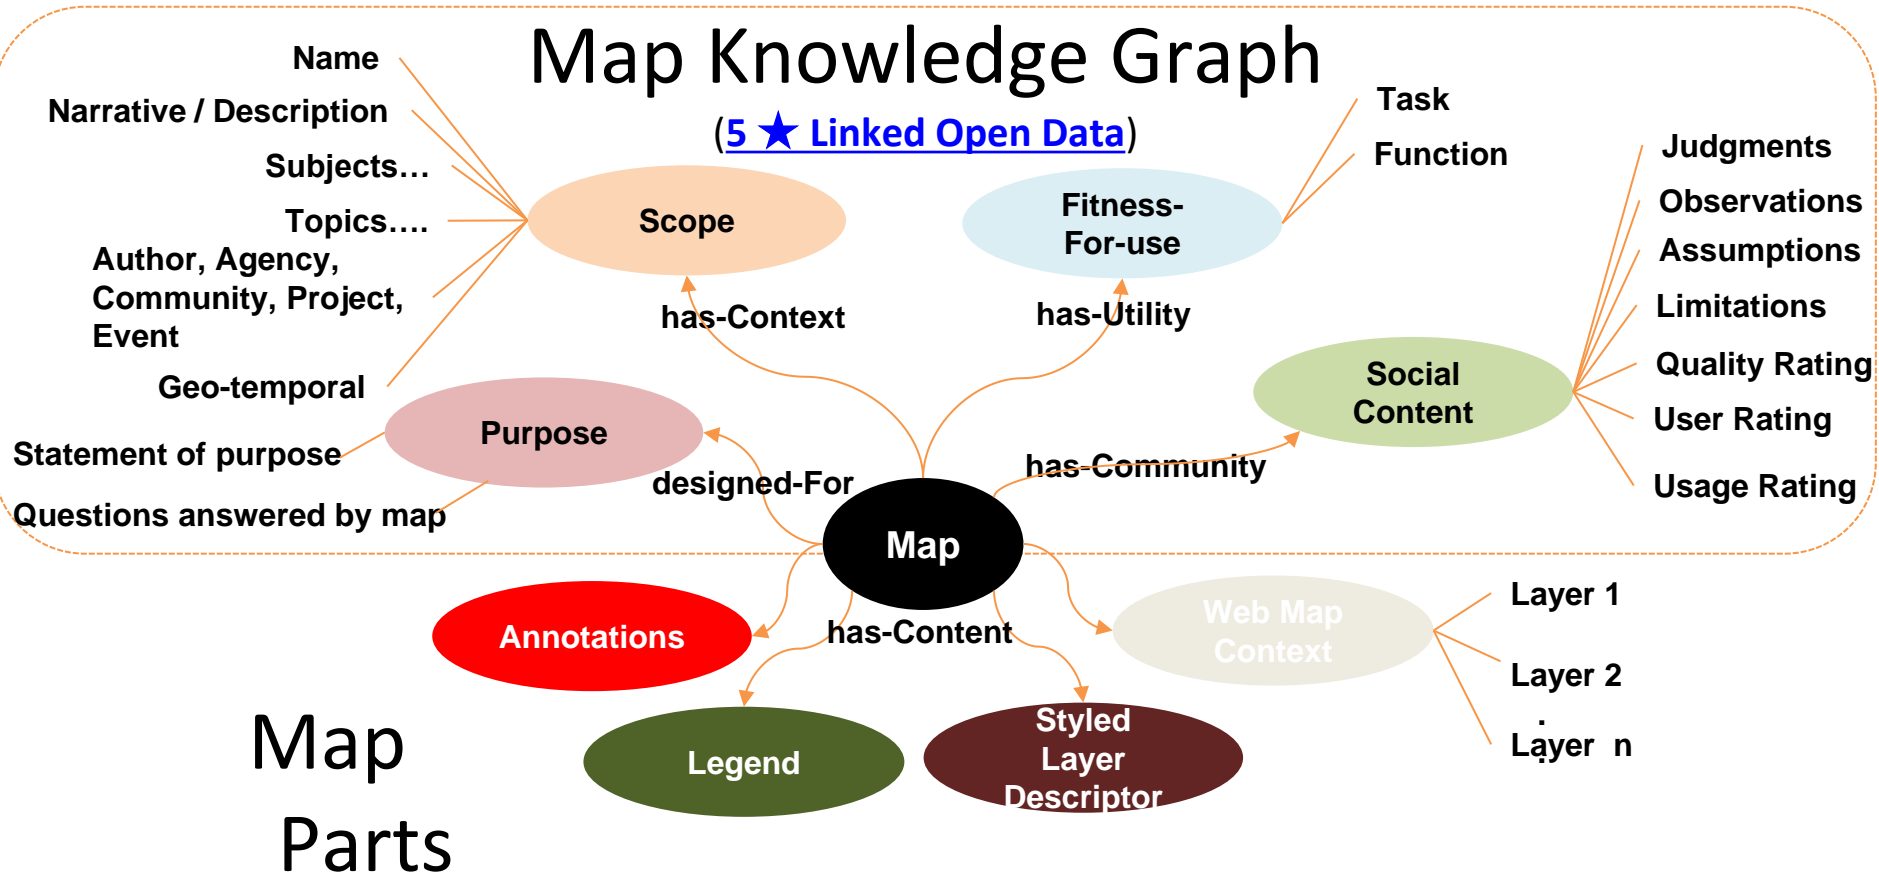 Map Knowledge Graph
(5 ★ Linked Open Data)
Name
Narrative / Description
Subjects…
Topics….
Author, Agency,
Community, Project,
Event
Geo-temporal
Scope
has-Context
Fitness-
For-use
has-Utility
Task
Function
Judgments
Observations
Assumptions
Limitations
Quality Rating
User Rating
Usage Rating
Social
Content
has-Community
Purpose
designed-For
Statement of purpose
Questions answered by map
Map
Annotations
has-Content
Web Map
Context
Layer 1
Layer 2
Layer n
Legend
Styled
Layer
Descriptor
Map
Parts